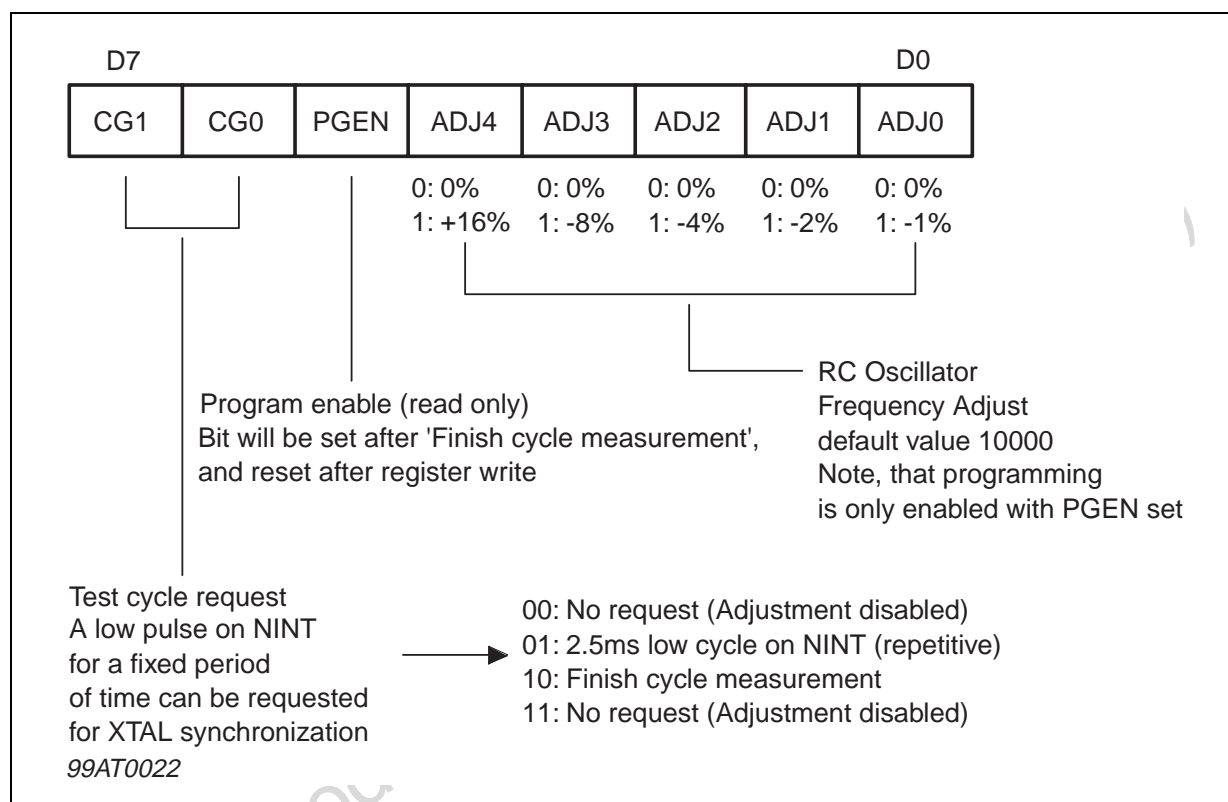 D7 D0
CG1 CG0 PGEN ADJ4 ADJ3 ADJ2 ADJ1 ADJ0
0: 0% 0: 0% 0: 0% 0: 0% 0: 0%
1: +16% 1: -8% 1: -4% 1: -2% 1: -1%
RC Oscillator
Frequency Adjust
default value 10000
Note, that programming
is only enabled with PGEN set
Program enable (read only)
Bit will be set after 'Finish cycle measurement',
and reset after register write
Test cycle request
A low pulse on NINT
for a fixed period
of time can be requested
for XTAL synchronization
00: No request (Adjustment disabled)
01: 2.5ms low cycle on NINT (repetitive)
10: Finish cycle measurement
11: No request (Adjustment disabled)
99AT0022